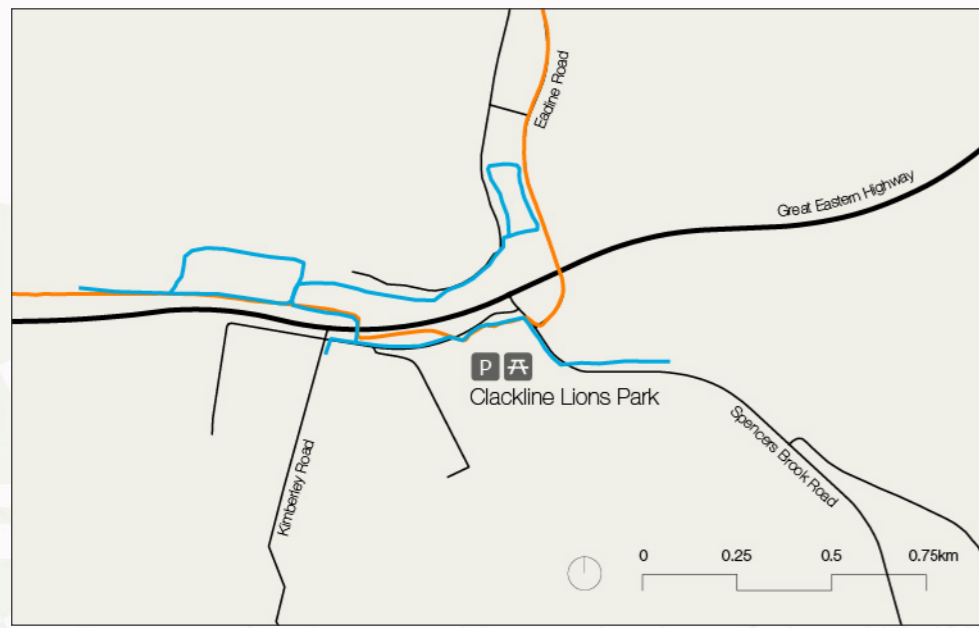 Eadine Road
Great Eastern Highway
P
Clackline Lions Park
Kimberley Road
Spencers Brook Road
0 0.25 0.5 0.75km